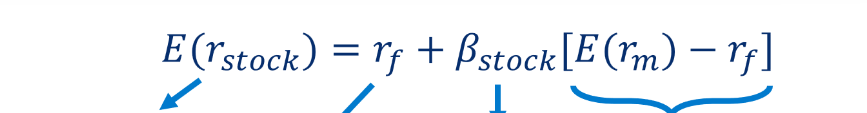 E(r_stock) = r_f + β_stock[E(r_m) − r_f]